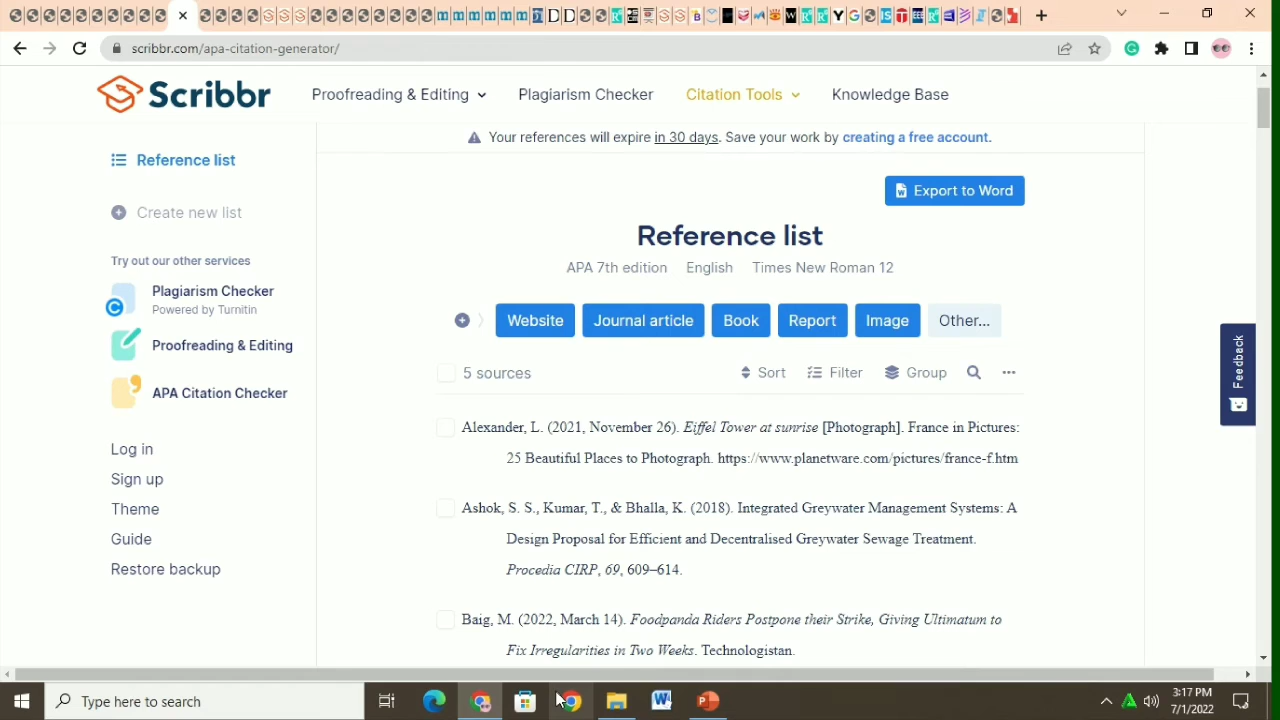 scribbr.com/apa-citation-generator/
Scribbr
Proofreading & Editing
Plagiarism Checker
Citation Tools
Knowledge Base
Your references will expire in 30 days. Save your work by creating a free account.
Reference list
Create new list
Try out our other services
Plagiarism Checker
Powered by Turnitin
Proofreading & Editing
APA Citation Checker
Log in
Sign up
Theme
Guide
Restore backup
Export to Word
Reference list
APA 7th edition English Times New Roman 12
Website Journal article Book Report Image Other...
5 sources Sort Filter Group
Alexander, L. (2021, November 26). Eiffel Tower at sunrise [Photograph]. France in Pictures:
25 Beautiful Places to Photograph. https://www.planetware.com/pictures/france-f.htm
Ashok, S. S., Kumar, T., & Bhalla, K. (2018). Integrated Greywater Management Systems: A
Design Proposal for Efficient and Decentralised Greywater Sewage Treatment.
Procedia CIRP, 69, 609–614.
Baig, M. (2022, March 14). Foodpanda Riders Postpone their Strike, Giving Ultimatum to
Fix Irregularities in Two Weeks. Technologistan.
Feedback
Type here to search
3:17 PM
7/1/2022